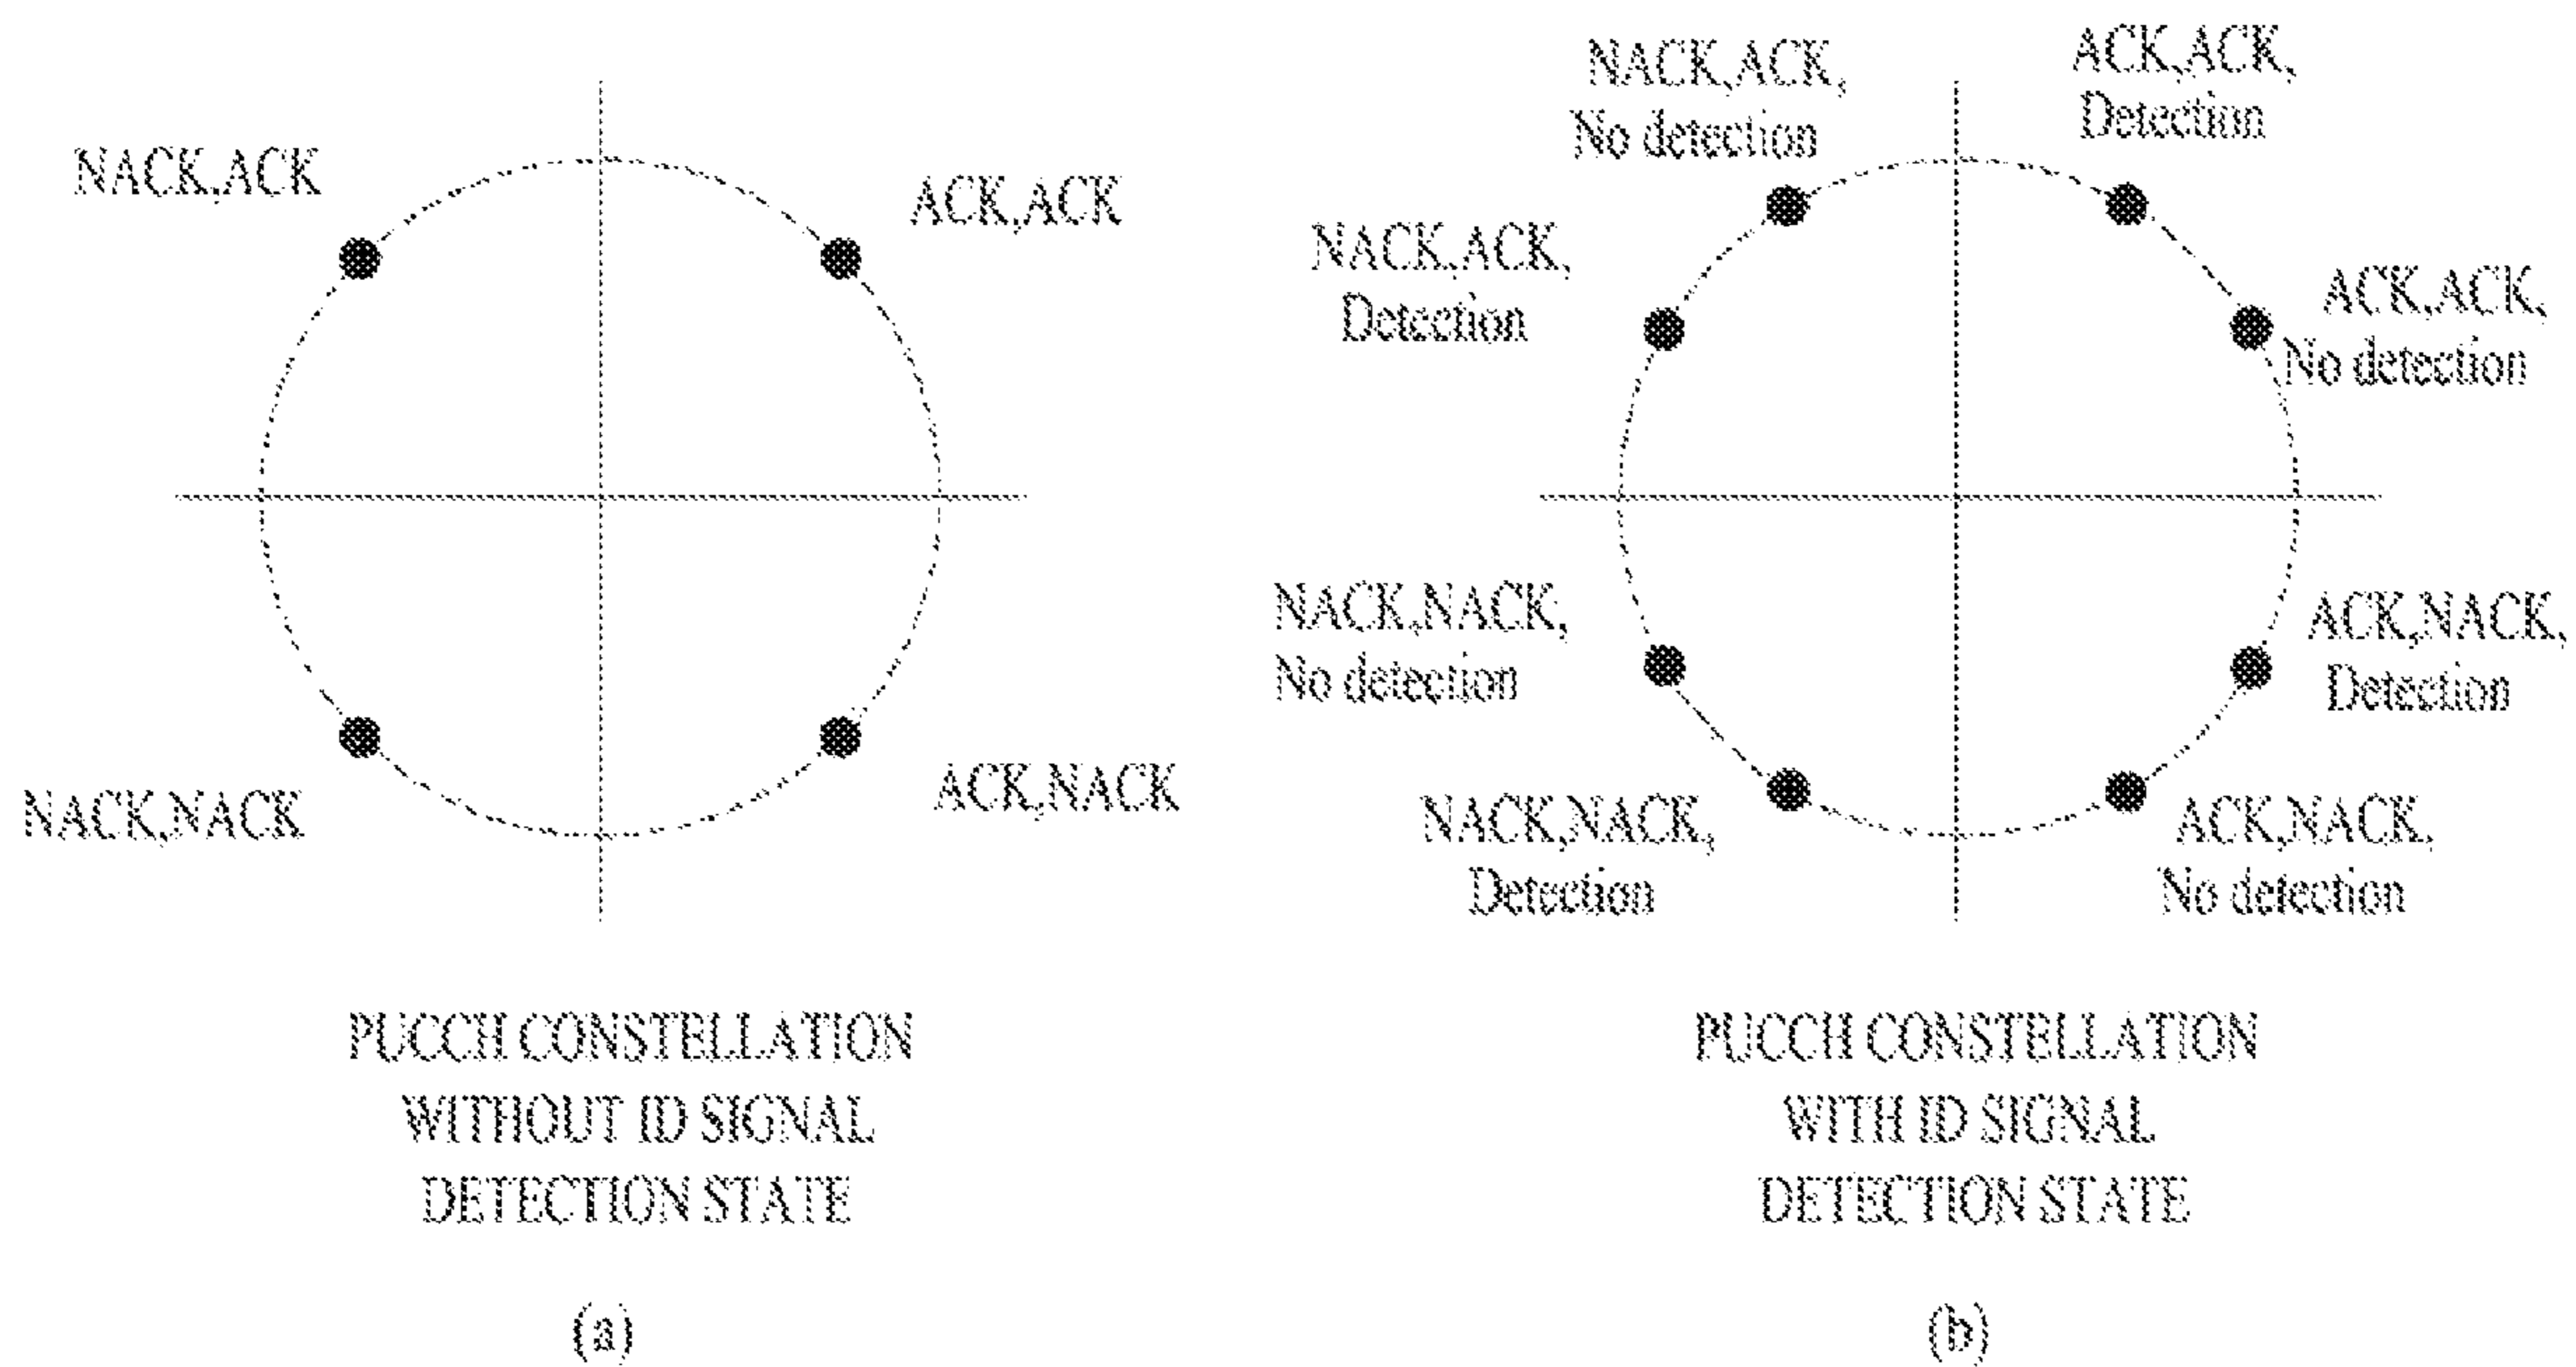 NACK,ACK
ACK,ACK
NACK,NACK
ACK,NACK
PUCCH CONSTELLATION
WITHOUT ID SIGNAL
DETECTION STATE
(a)
NACK,ACK,
No detection
ACK,ACK,
Detection
NACK,ACK,
Detection
ACK,ACK,
No detection
NACK,NACK,
No detection
ACK,NACK,
Detection
NACK,NACK,
Detection
ACK,NACK,
No detection
PUCCH CONSTELLATION
WITH ID SIGNAL
DETECTION STATE
(b)